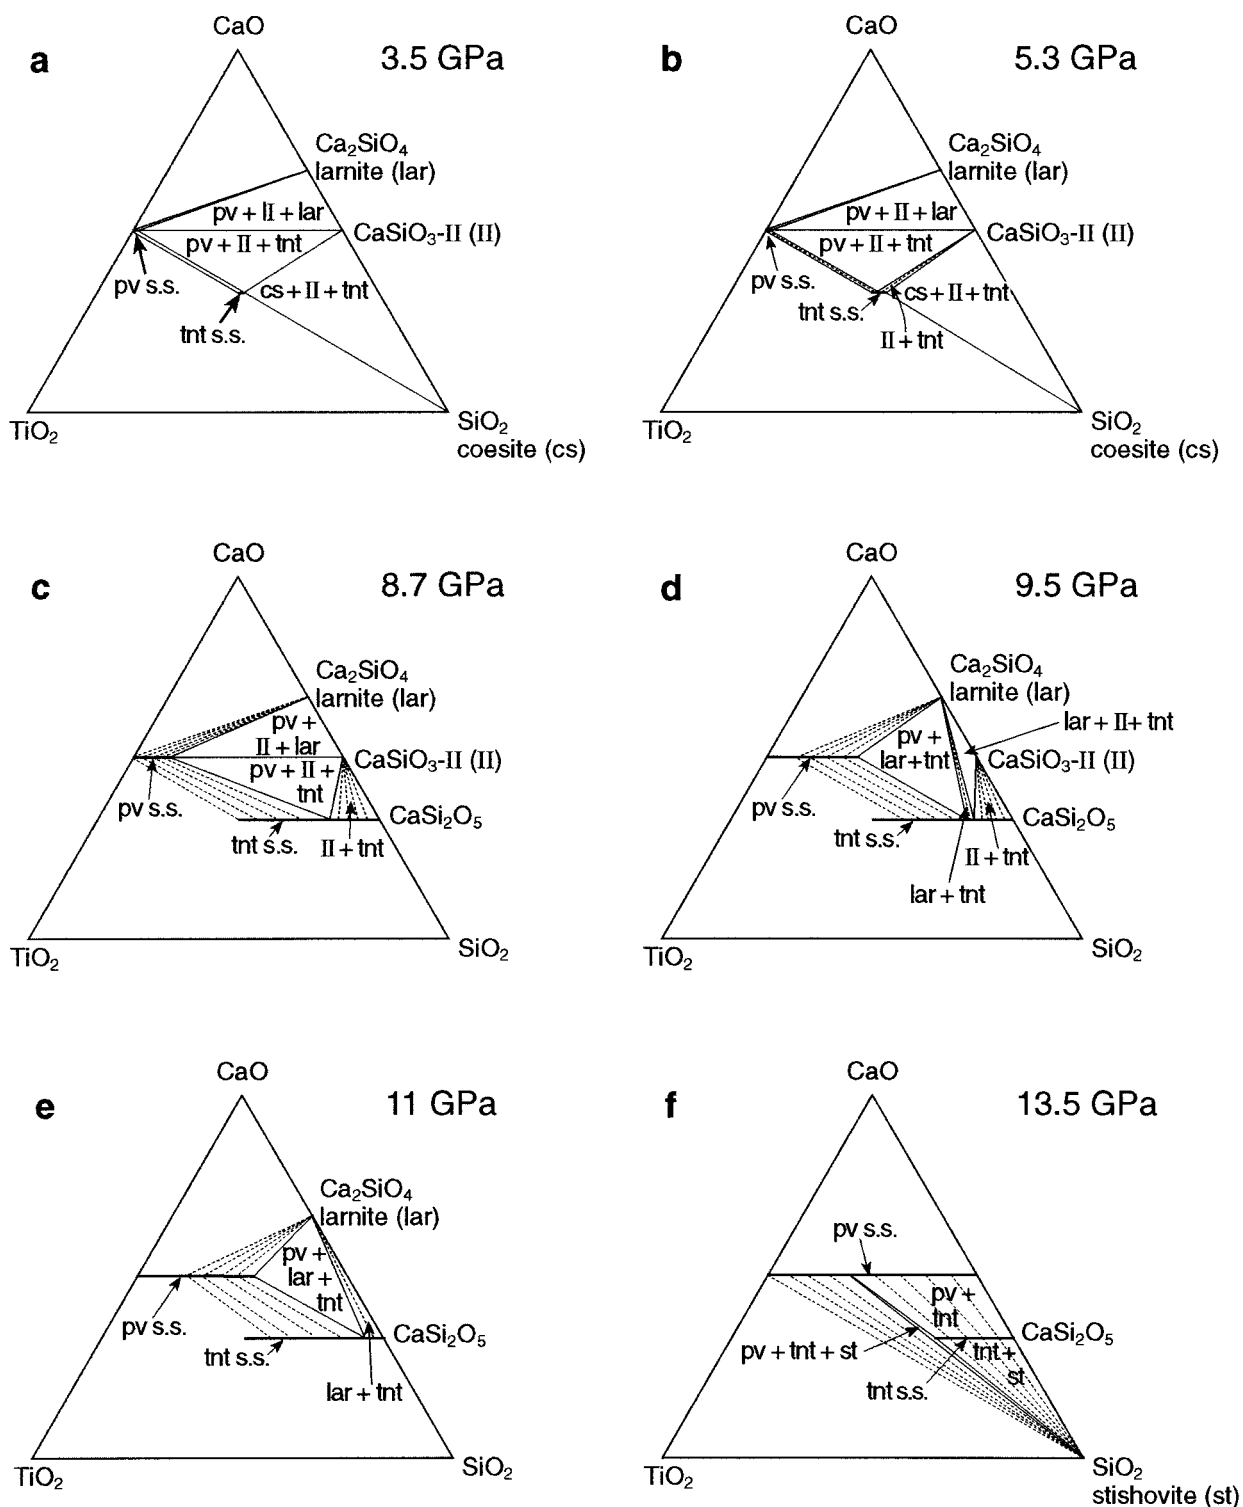 a
CaO
3.5 GPa
Ca₂SiO₄
larnite (lar)
pv + II + lar
CaSiO₃-II (II)
pv + II + tnt
pv s.s.
cs + II + tnt
tnt s.s.
TiO₂
SiO₂
coesite (cs)
b
CaO
5.3 GPa
Ca₂SiO₄
larnite (lar)
pv + II + lar
CaSiO₃-II (II)
pv + II + tnt
pv s.s.
cs + II + tnt
tnt s.s.
II + tnt
TiO₂
SiO₂
coesite (cs)
c
CaO
8.7 GPa
Ca₂SiO₄
larnite (lar)
pv +
II + lar
CaSiO₃-II (II)
pv + II +
tnt
pv s.s.
CaSi₂O₅
tnt s.s.
II + tnt
TiO₂
SiO₂
d
CaO
9.5 GPa
Ca₂SiO₄
larnite (lar)
lar + II + tnt
pv +
lar+tnt
CaSiO₃-II (II)
pv s.s.
CaSi₂O₅
tnt s.s.
II + tnt
lar + tnt
TiO₂
SiO₂
e
CaO
11 GPa
Ca₂SiO₄
larnite (lar)
pv +
lar +
tnt
pv s.s.
CaSi₂O₅
tnt s.s.
lar + tnt
TiO₂
SiO₂
f
CaO
13.5 GPa
pv s.s.
pv +
tnt
CaSi₂O₅
pv + tnt + st
tnt +
st
tnt s.s.
TiO₂
SiO₂
stishovite (st)